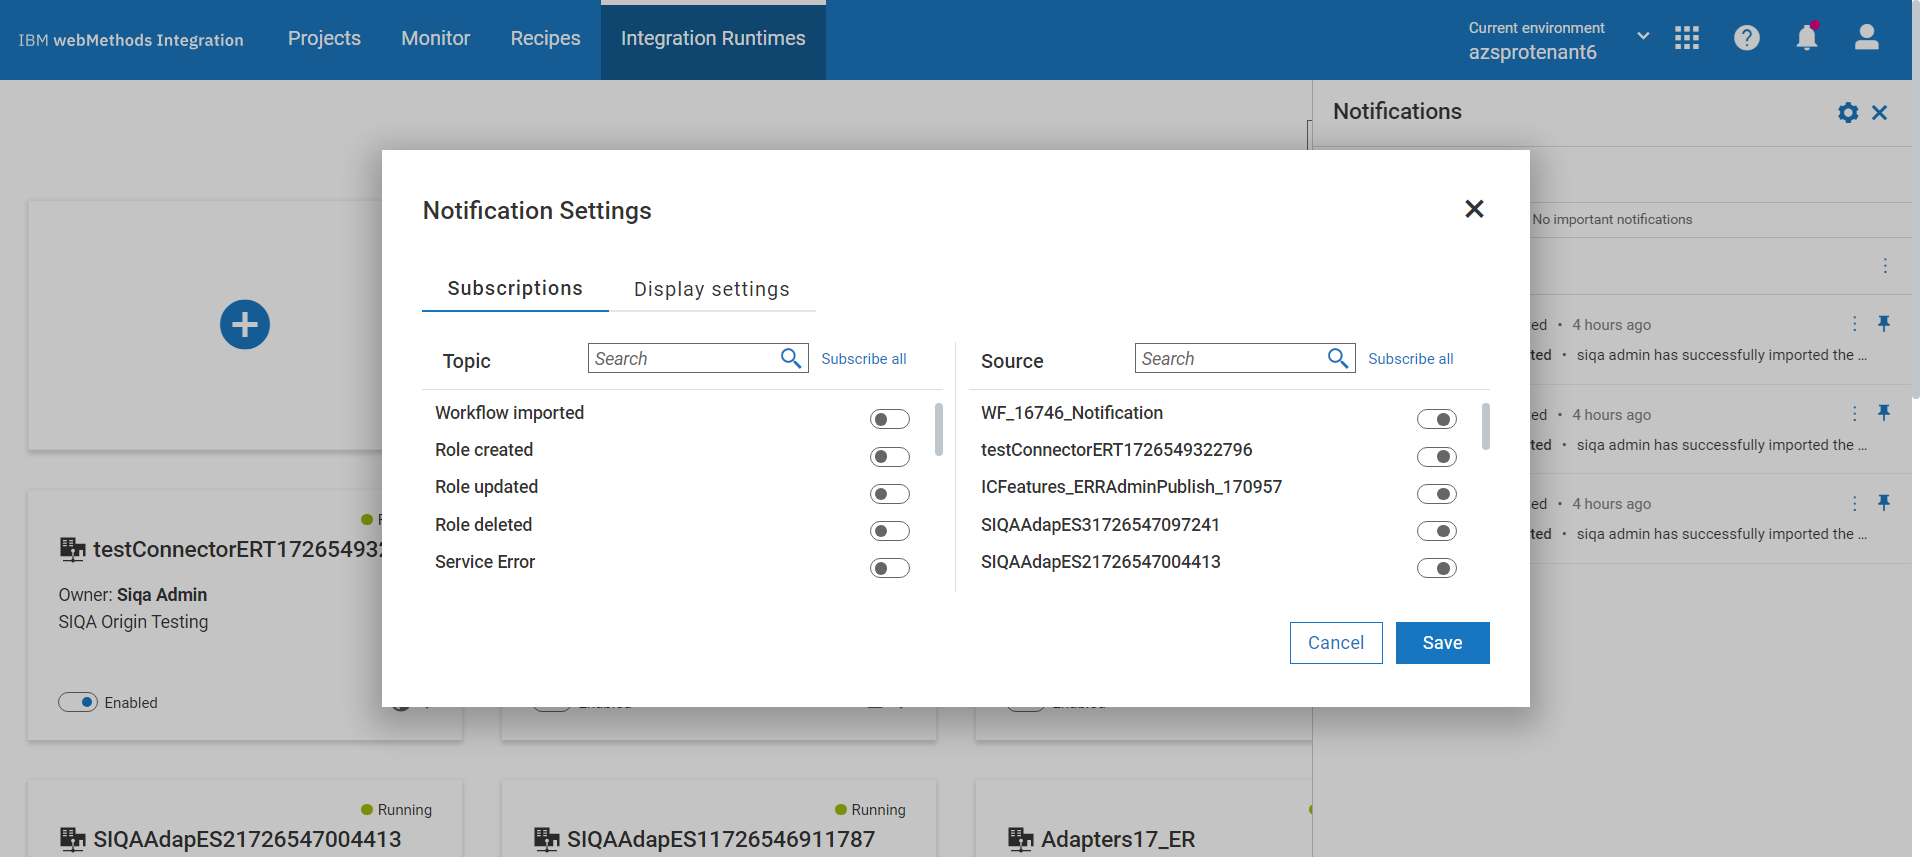 IBM webMethods Integration
Projects
Monitor
Recipes
Integration Runtimes
Current environment
azsprotenant6
Notifications
No important notifications
ed • 4 hours ago
ted • siqa admin has successfully imported the ...
ed • 4 hours ago
ted • siqa admin has successfully imported the ...
ed • 4 hours ago
ted • siqa admin has successfully imported the ...
Notification Settings
Subscriptions
Display settings
Topic
Search
Subscribe all
Workflow imported
Role created
Role updated
Role deleted
Service Error
Source
Search
Subscribe all
WF_16746_Notification
testConnectorERT1726549322796
ICFeatures_ERRAdminPublish_170957
SIQAAdapES31726547097241
SIQAAdapES21726547004413
Cancel
Save
testConnectorERT172654932
Owner: Siqa Admin
SIQA Origin Testing
Enabled
Running
SIQAAdapES21726547004413
Running
SIQAAdapES11726546911787
Adapters17_ER